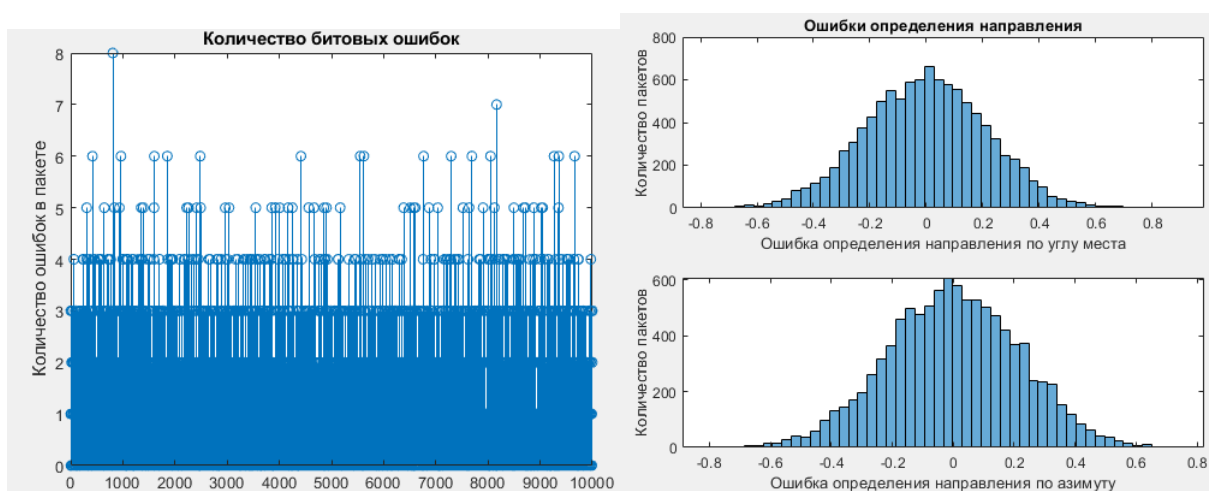 Количество битовых ошибок
8
7
6
5
4
3
2
1
0
Количество ошибок в пакете
0 1000 2000 3000 4000 5000 6000 7000 8000 9000 10000
Ошибки определения направления
800
600
400
200
0
Количество пакетов
-0.8 -0.6 -0.4 -0.2 0 0.2 0.4 0.6 0.8
Ошибка определения направления по углу места
600
400
200
0
Количество пакетов
-0.8 -0.6 -0.4 -0.2 0 0.2 0.4 0.6 0.8
Ошибка определения направления по азимуту